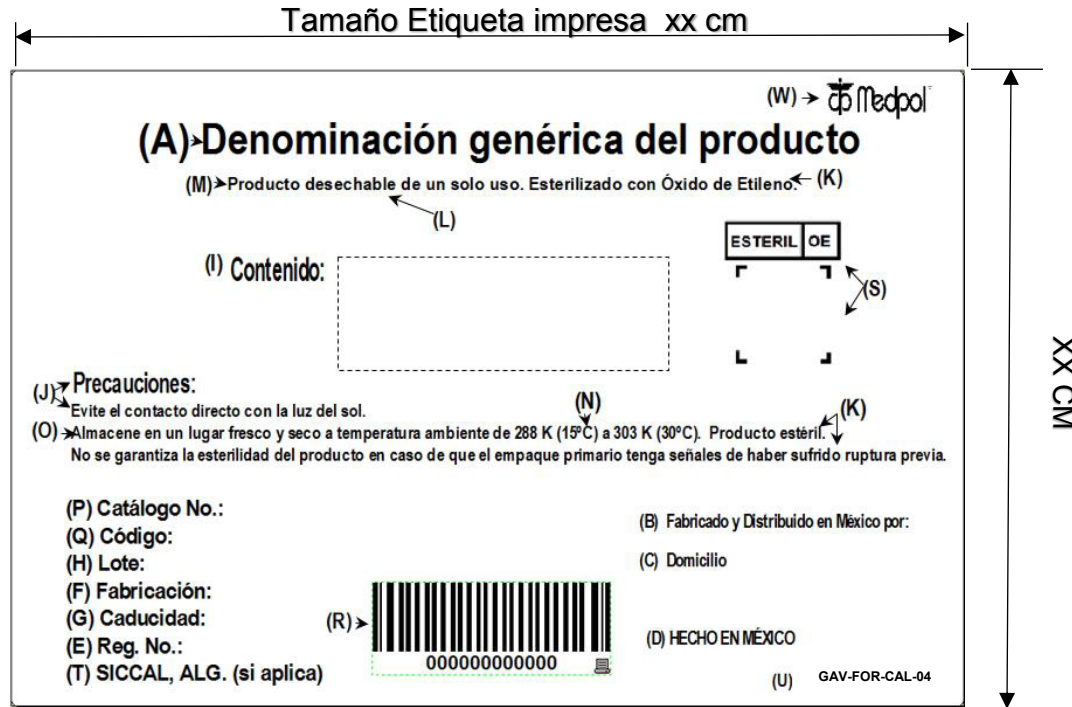 Tamaño Etiqueta impresa xx cm
(W) Medpol
(A) Denominación genérica del producto
(M) Producto desechable de un solo uso. Esterilizado con Óxido de Etileno. (K)
(L)
ESTERIL OE
(I) Contenido:
(S)
XX CM
(J) Precauciones:
Evite el contacto directo con la luz del sol.
(N)
(K)
(O) Almacene en un lugar fresco y seco a temperatura ambiente de 288 K (15ºC) a 303 K (30ºC). Producto estéril.
No se garantiza la esterilidad del producto en caso de que el empaque primario tenga señales de haber sufrido ruptura previa.
(P) Catálogo No.:
(Q) Código:
(H) Lote:
(F) Fabricación:
(G) Caducidad:
(E) Reg. No.:
(T) SICCAL, ALG. (si aplica)
(R)
000000000000
(B) Fabricado y Distribuido en México por:
(C) Domicilio
(D) HECHO EN MÉXICO
(U) GAV-FOR-CAL-04